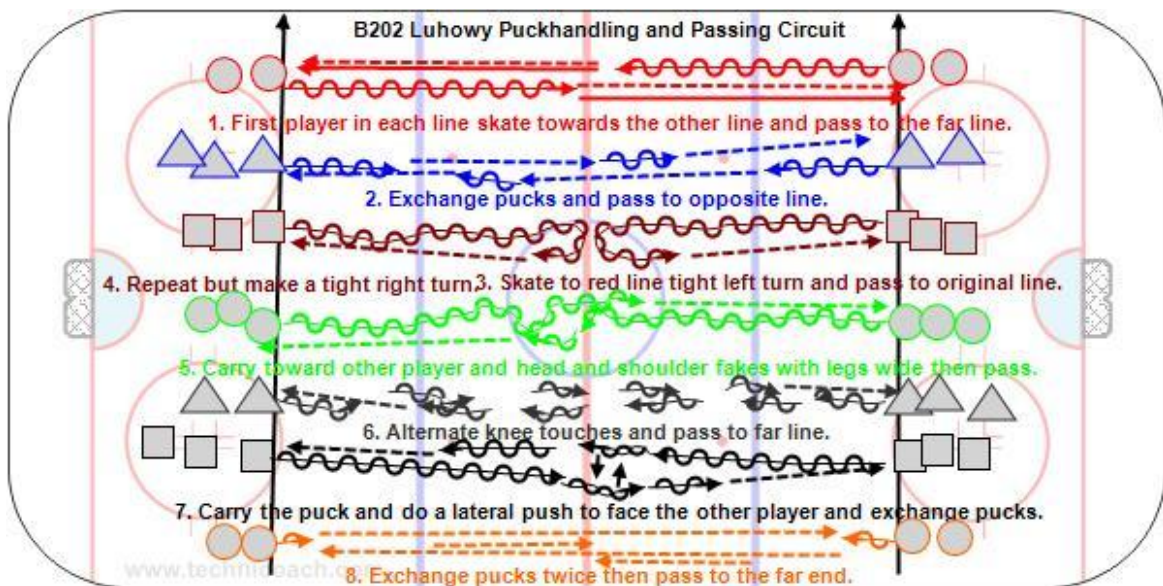 B202 Luhowy Puckhandling and Passing Circuit
1. First player in each line skate towards the other line and pass to the far line.
2. Exchange pucks and pass to opposite line.
4. Repeat but make a tight right turn.
3. Skate to red line tight left turn and pass to original line.
5. Carry toward other player and head and shoulder fakes with legs wide then pass.
6. Alternate knee touches and pass to far line.
7. Carry the puck and do a lateral push to face the other player and exchange pucks.
www.technicoach.com
8. Exchange pucks twice then pass to the far end.